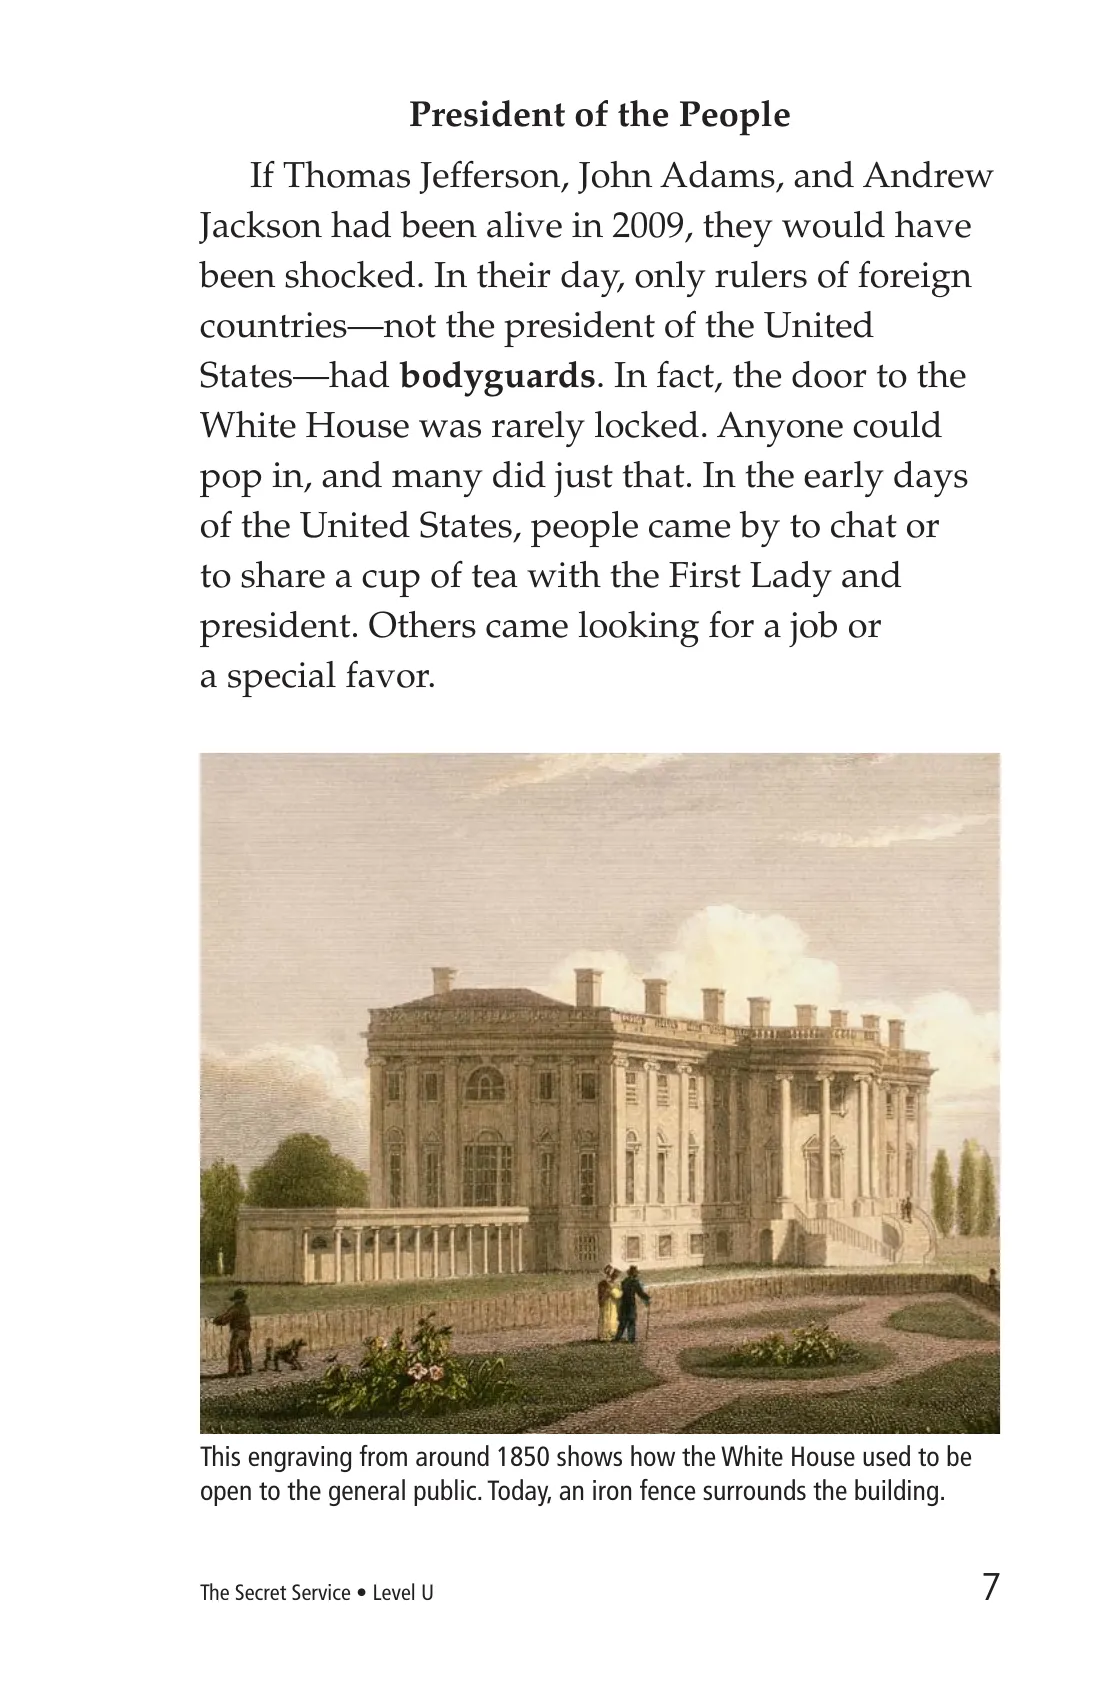 President of the People
If Thomas Jefferson, John Adams, and Andrew
Jackson had been alive in 2009, they would have
been shocked. In their day, only rulers of foreign
countries—not the president of the United
States—had bodyguards. In fact, the door to the
White House was rarely locked. Anyone could
pop in, and many did just that. In the early days
of the United States, people came by to chat or
to share a cup of tea with the First Lady and
president. Others came looking for a job or
a special favor.
This engraving from around 1850 shows how the White House used to be
open to the general public. Today, an iron fence surrounds the building.
The Secret Service • Level U
7